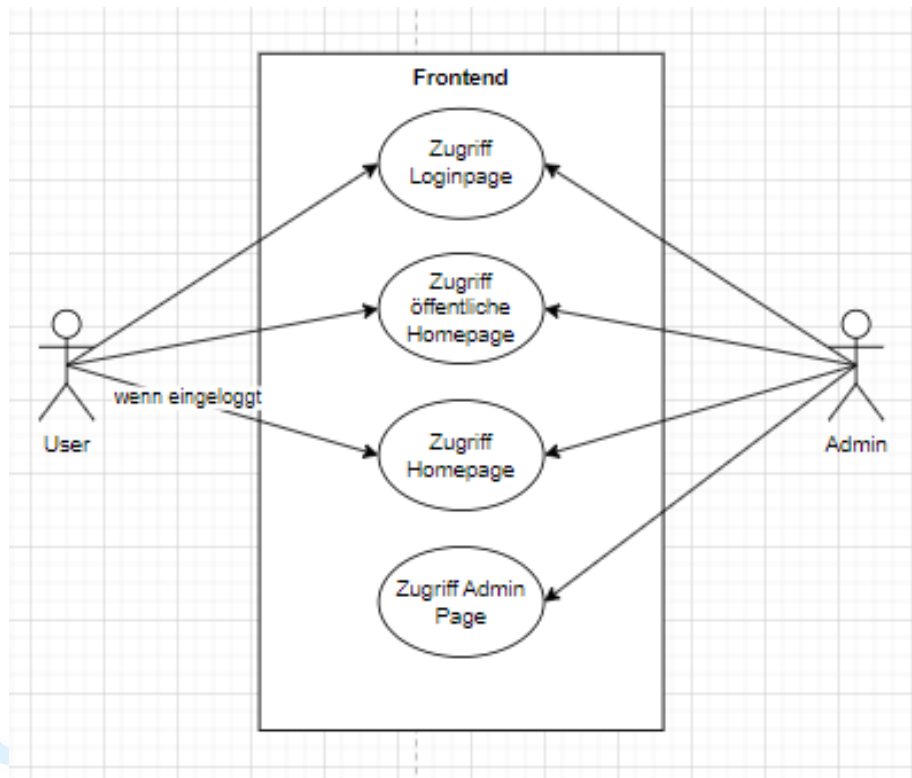 Frontend
Zugriff
Loginpage
Zugriff
öffentliche
Homepage
wenn eingeloggt
User
Zugriff
Homepage
Admin
Zugriff Admin
Page